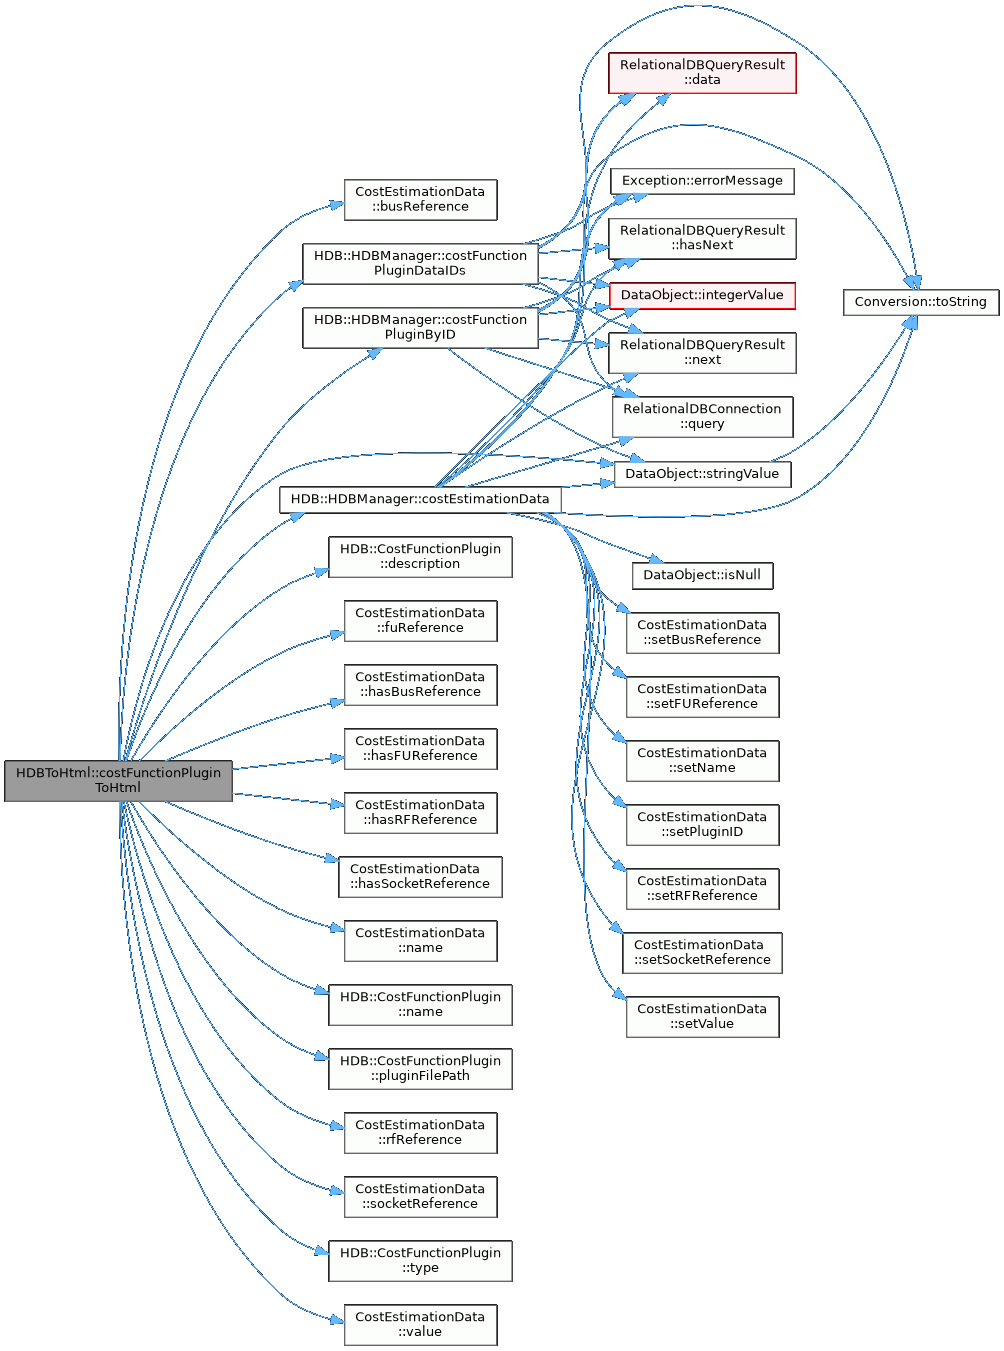 HDBToHtml::costFunctionPlugin
ToHtml
CostEstimationData
::busReference
HDB::HDBManager::costFunction
PluginDataIDs
HDB::HDBManager::costFunction
PluginByID
HDB::HDBManager::costEstimationData
HDB::CostFunctionPlugin
::description
CostEstimationData
::fuReference
CostEstimationData
::hasBusReference
CostEstimationData
::hasFUReference
CostEstimationData
::hasRFReference
CostEstimationData
::hasSocketReference
CostEstimationData
::name
HDB::CostFunctionPlugin
::name
HDB::CostFunctionPlugin
::pluginFilePath
CostEstimationData
::rfReference
CostEstimationData
::socketReference
HDB::CostFunctionPlugin
::type
CostEstimationData
::value
RelationalDBQueryResult
::data
Exception::errorMessage
RelationalDBQueryResult
::hasNext
DataObject::integerValue
RelationalDBQueryResult
::next
RelationalDBConnection
::query
DataObject::stringValue
DataObject::isNull
CostEstimationData
::setBusReference
CostEstimationData
::setFUReference
CostEstimationData
::setName
CostEstimationData
::setPluginID
CostEstimationData
::setRFReference
CostEstimationData
::setSocketReference
CostEstimationData
::setValue
Conversion::toString